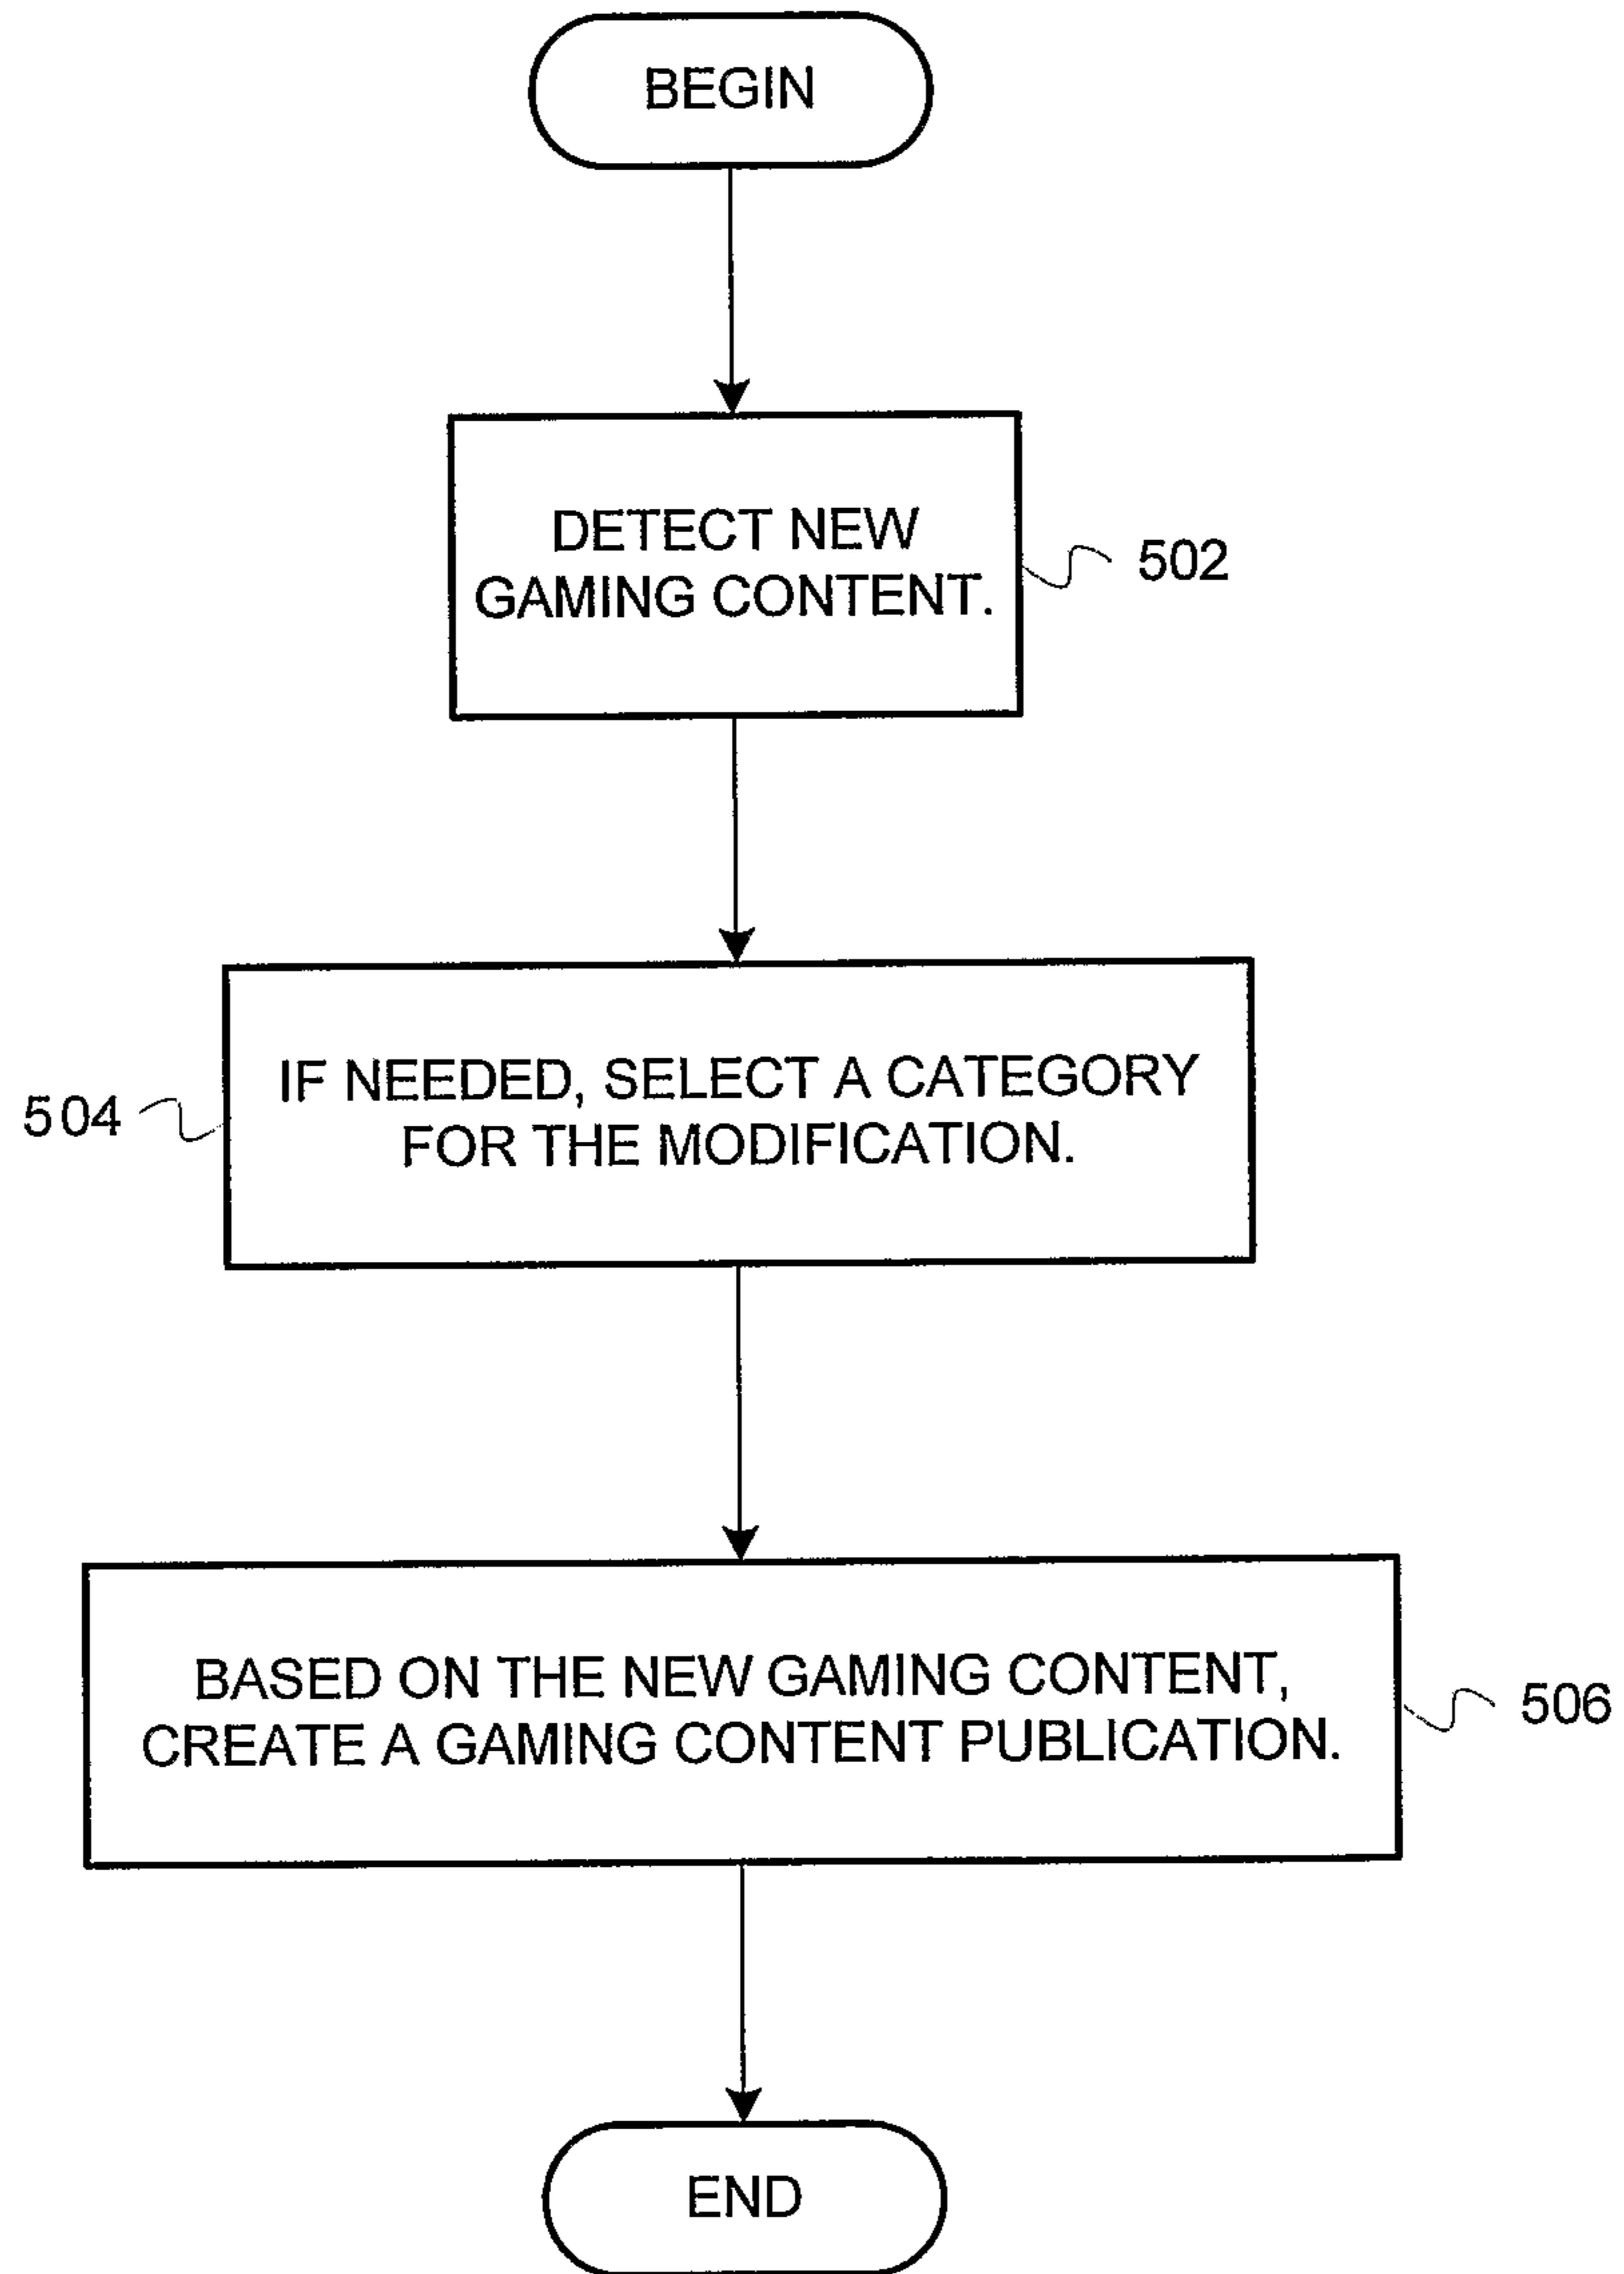 BEGIN
DETECT NEW
GAMING CONTENT.
502
IF NEEDED, SELECT A CATEGORY
FOR THE MODIFICATION.
504
BASED ON THE NEW GAMING CONTENT,
CREATE A GAMING CONTENT PUBLICATION.
506
END